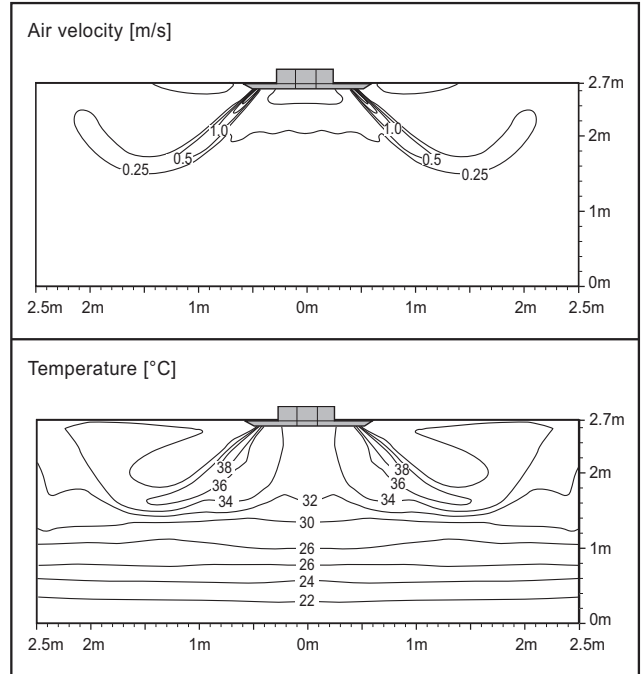 Air velocity [m/s]
2.7m
1.0 1.0
2m
0.5 0.5
0.25 0.25
1m
0m
2.5m 2m 1m 0m 1m 2m 2.5m
Temperature [°C]
2.7m
38 38
2m
36 36
34 32 34
30
26
1m
26
24
22
0m
2.5m 2m 1m 0m 1m 2m 2.5m